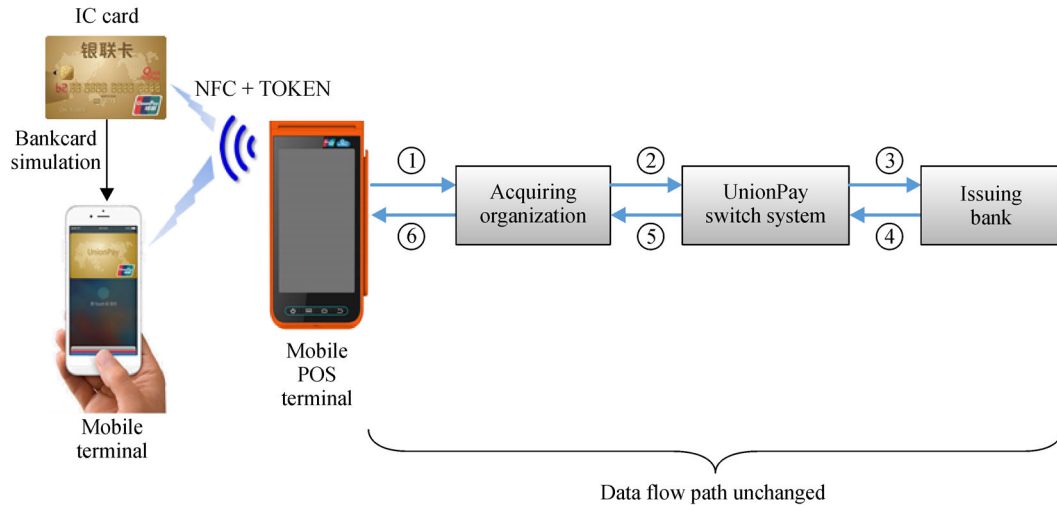 IC card
银联卡
NFC + TOKEN
Bankcard
simulation
UnionPay
Mobile
terminal
Mobile
POS
terminal
①
②
③
Acquiring
organization
UnionPay
switch system
Issuing
bank
⑥
⑤
④
Data flow path unchanged